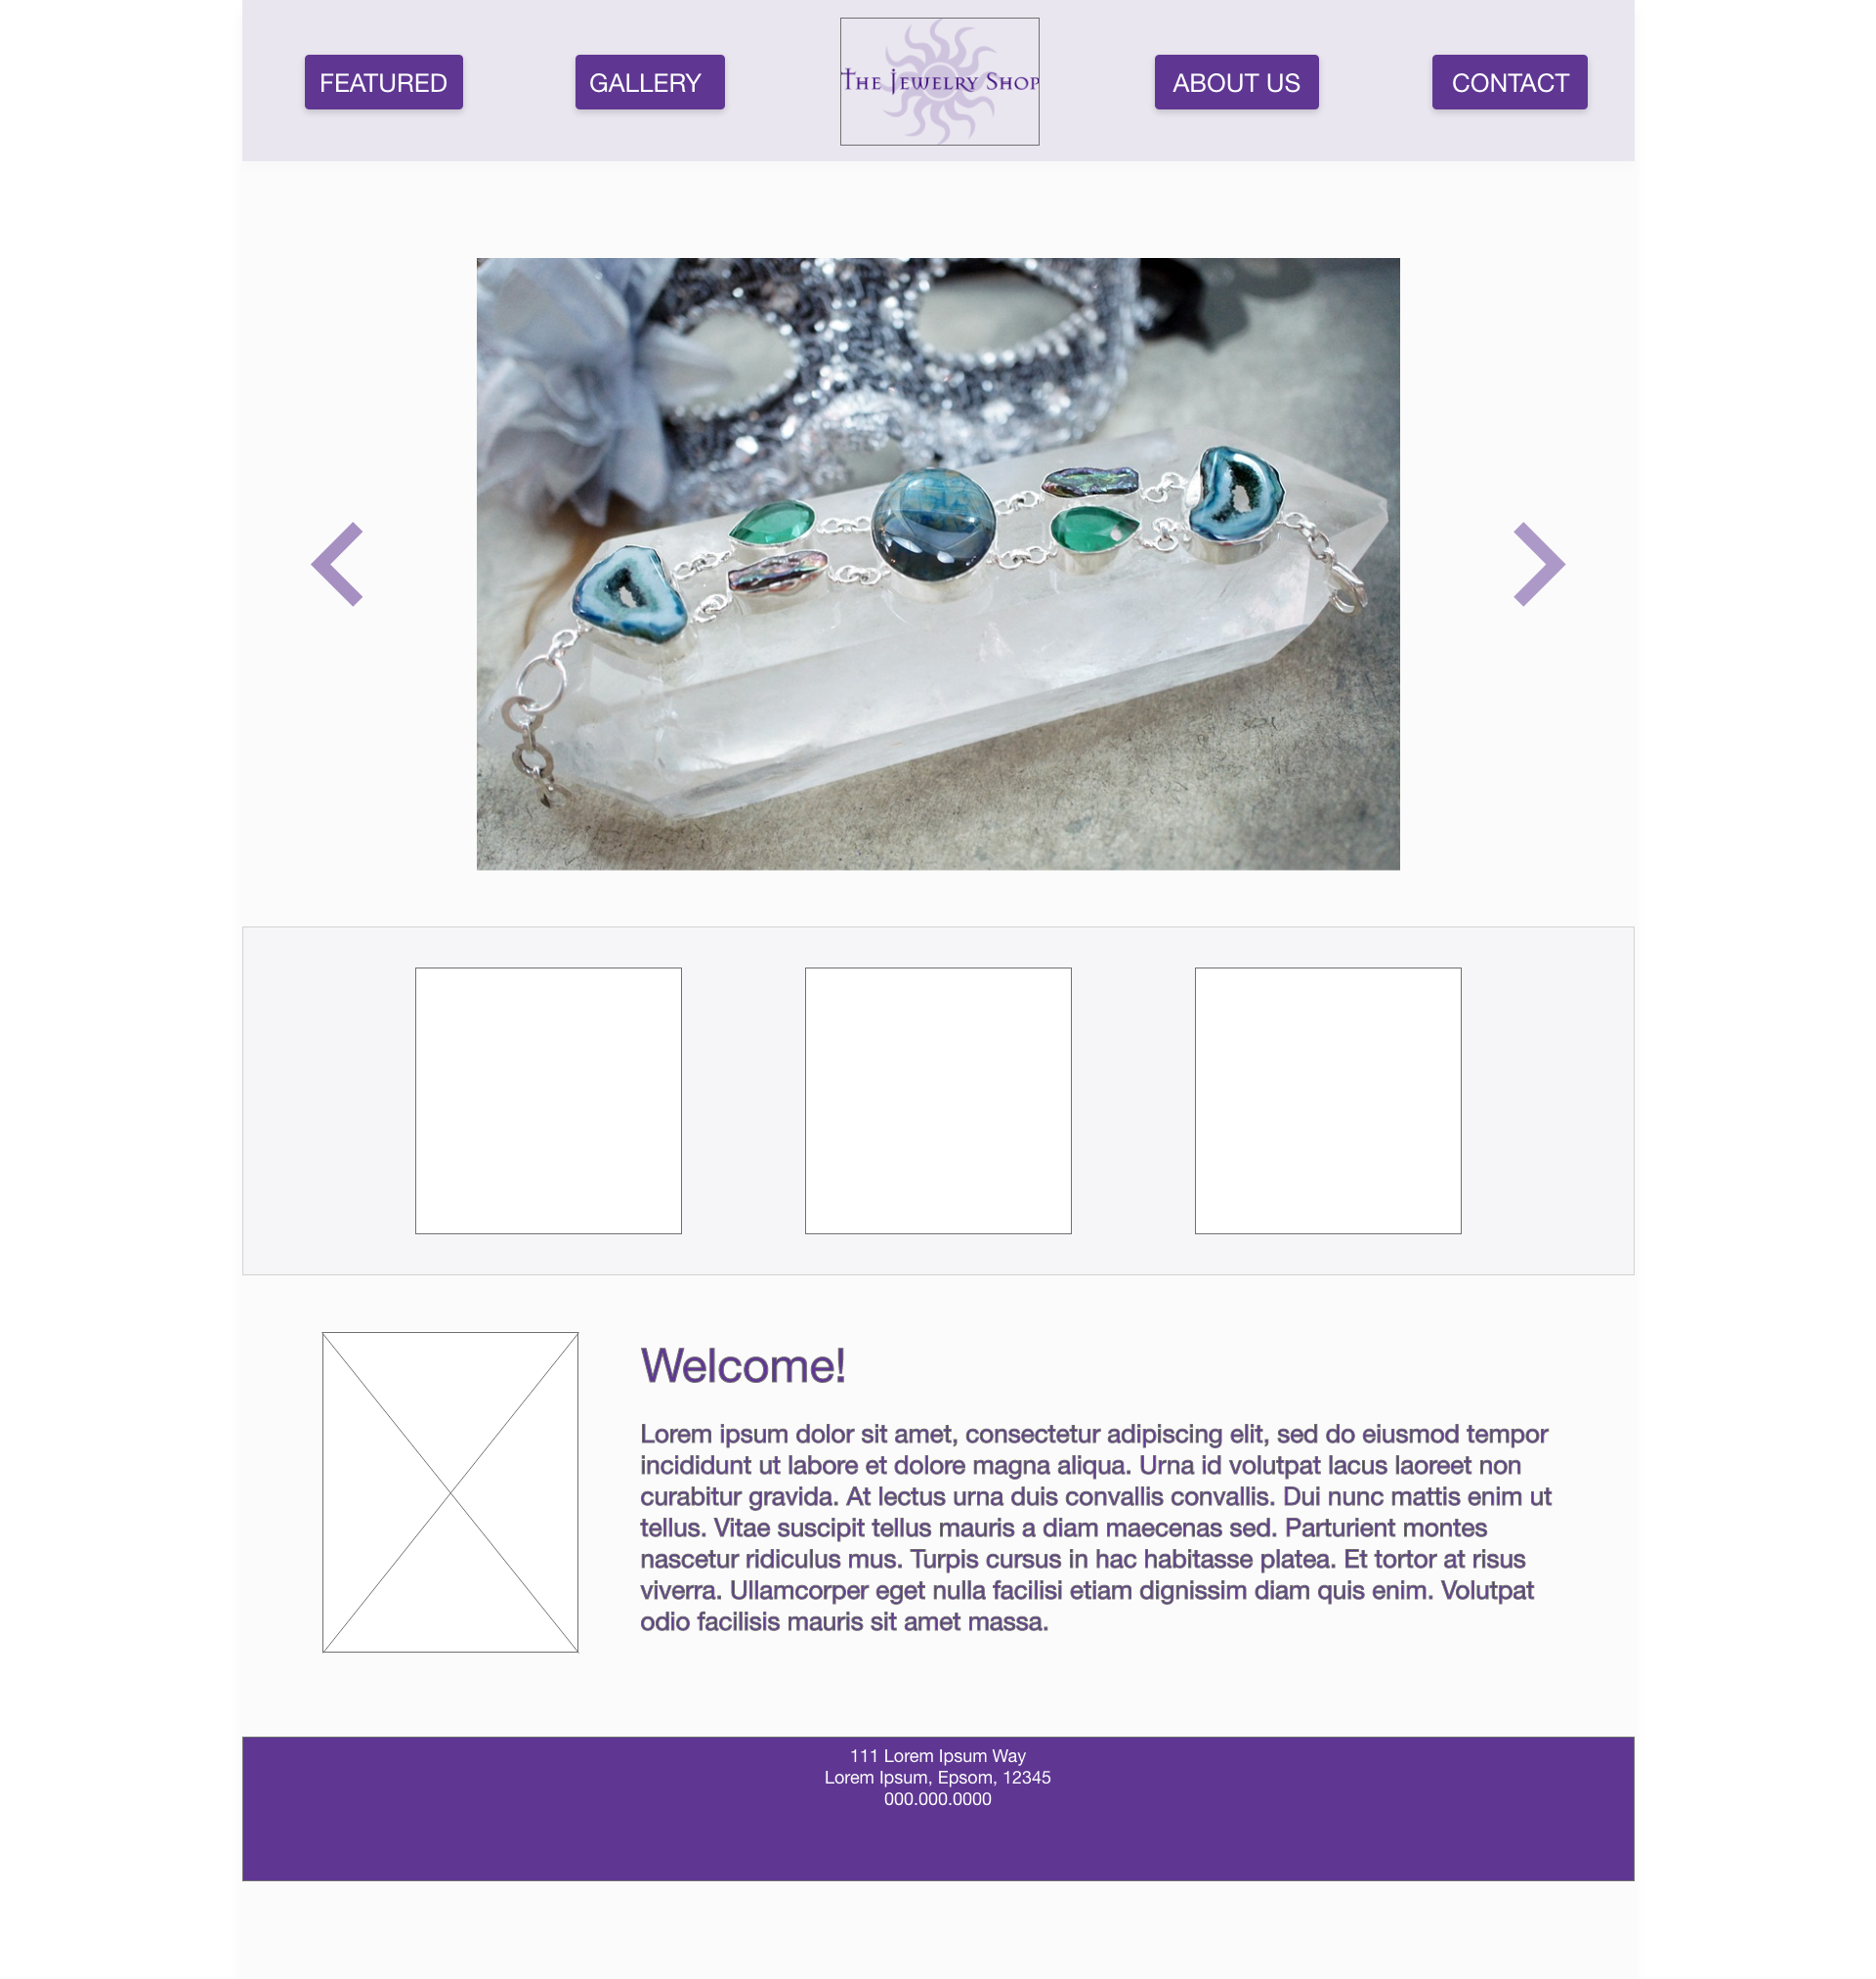 FEATURED
GALLERY
The Jewelry Shop
ABOUT US
CONTACT
Welcome!
Lorem ipsum dolor sit amet, consectetur adipiscing elit, sed do eiusmod tempor
incididunt ut labore et dolore magna aliqua. Urna id volutpat lacus laoreet non
curabitur gravida. At lectus urna duis convallis convallis. Dui nunc mattis enim ut
tellus. Vitae suscipit tellus mauris a diam maecenas sed. Parturient montes
nascetur ridiculus mus. Turpis cursus in hac habitasse platea. Et tortor at risus
viverra. Ullamcorper eget nulla facilisi etiam dignissim diam quis enim. Volutpat
odio facilisis mauris sit amet massa.
111 Lorem Ipsum Way
Lorem Ipsum, Epsom, 12345
000.000.0000